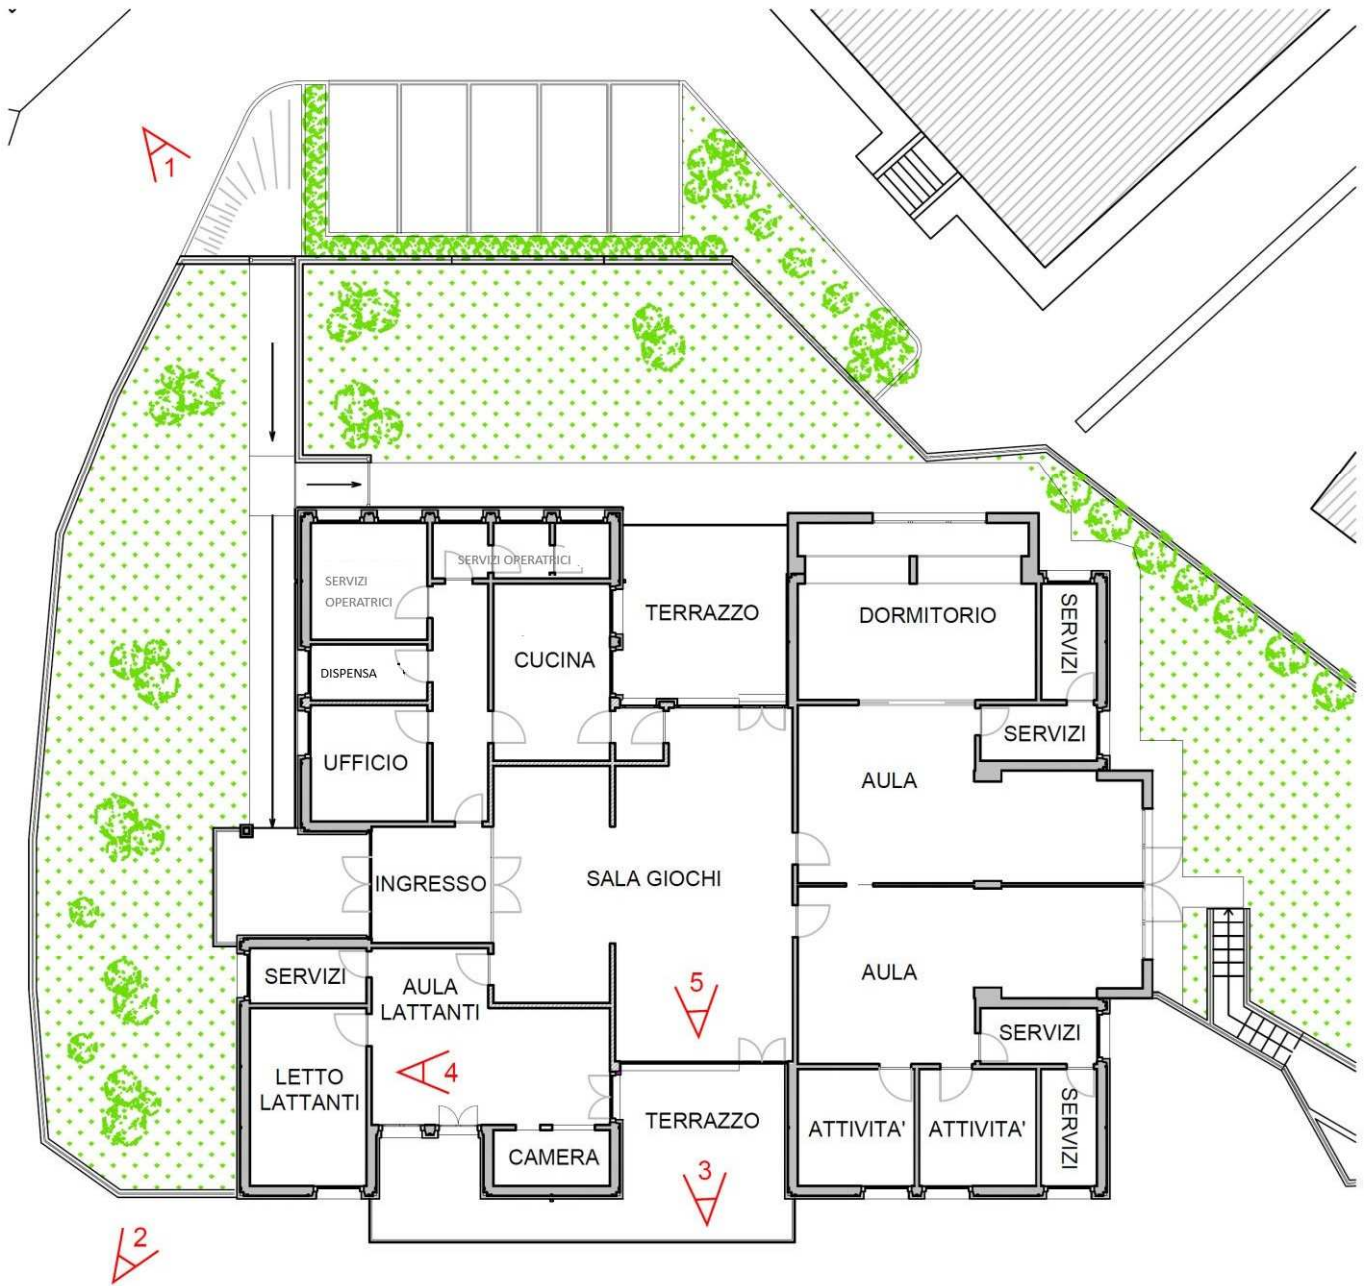 1
SERVIZI OPERATRICI
SERVIZI
OPERATRICI
TERRAZZO
DORMITORIO
SERVIZI
CUCINA
DISPENSA
UFFICIO
SERVIZI
AULA
INGRESSO
SALA GIOCHI
SERVIZI
AULA
LATTANTI
5
AULA
SERVIZI
LETTO
LATTANTI
4
TERRAZZO
ATTIVITA'
ATTIVITA'
SERVIZI
CAMERA
3
2